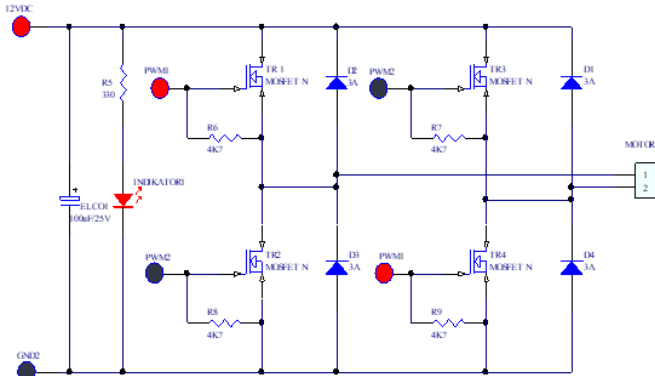 12VDC
R5
330
INDIKATOR1
ELCO1
100uF/25V
GND2
PWM1
TR 1
MOSFET N
R6
4K7
D2
3A
PWM2
TR3
MOSFET N
R7
4K7
D1
3A
MOTOR
1
2
PWM2
TR2
MOSFET N
R8
4K7
D3
3A
PWM1
TR4
MOSFET N
R9
4K7
D4
3A